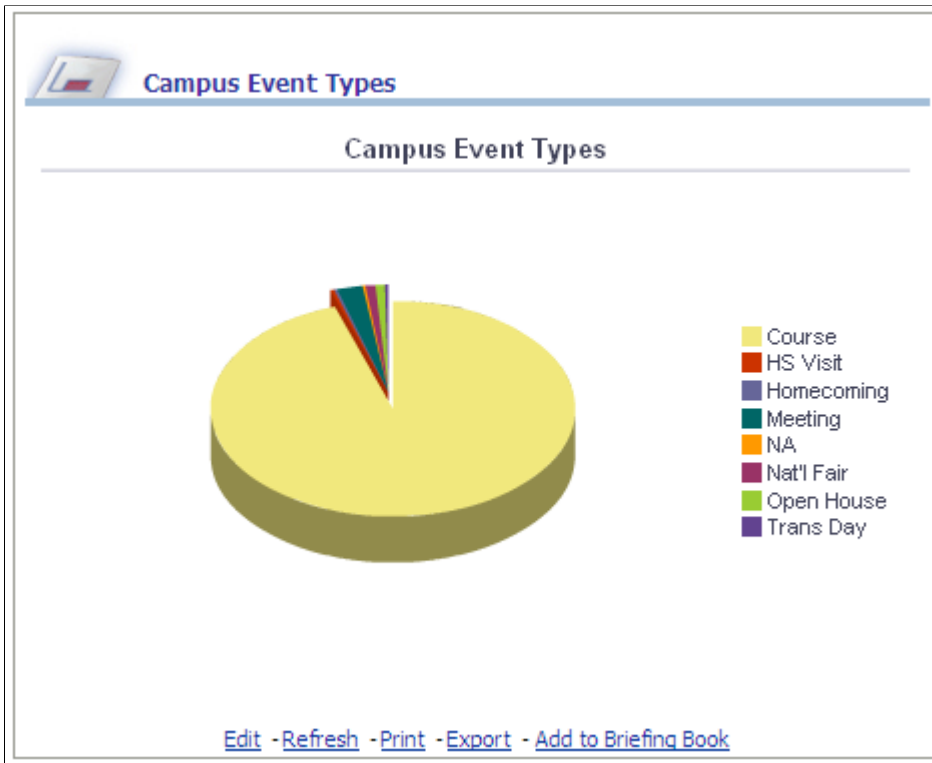 Campus Event Types
Campus Event Types
Course
HS Visit
Homecoming
Meeting
NA
Nat'l Fair
Open House
Trans Day
Edit - Refresh - Print - Export - Add to Briefing Book